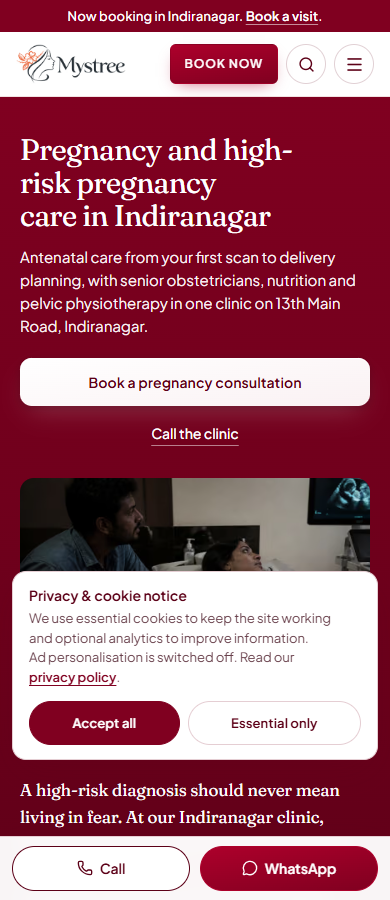 Now booking in Indiranagar. Book a visit.
Mystree
BOOK NOW
Pregnancy and high-
risk pregnancy
care in Indiranagar
Antenatal care from your first scan to delivery
planning, with senior obstetricians, nutrition and
pelvic physiotherapy in one clinic on 13th Main
Road, Indiranagar.
Book a pregnancy consultation
Call the clinic
Privacy & cookie notice
We use essential cookies to keep the site working
and optional analytics to improve information.
Ad personalisation is switched off. Read our
privacy policy.
Accept all
Essential only
A high-risk diagnosis should never mean
living in fear. At our Indiranagar clinic,
Call
WhatsApp